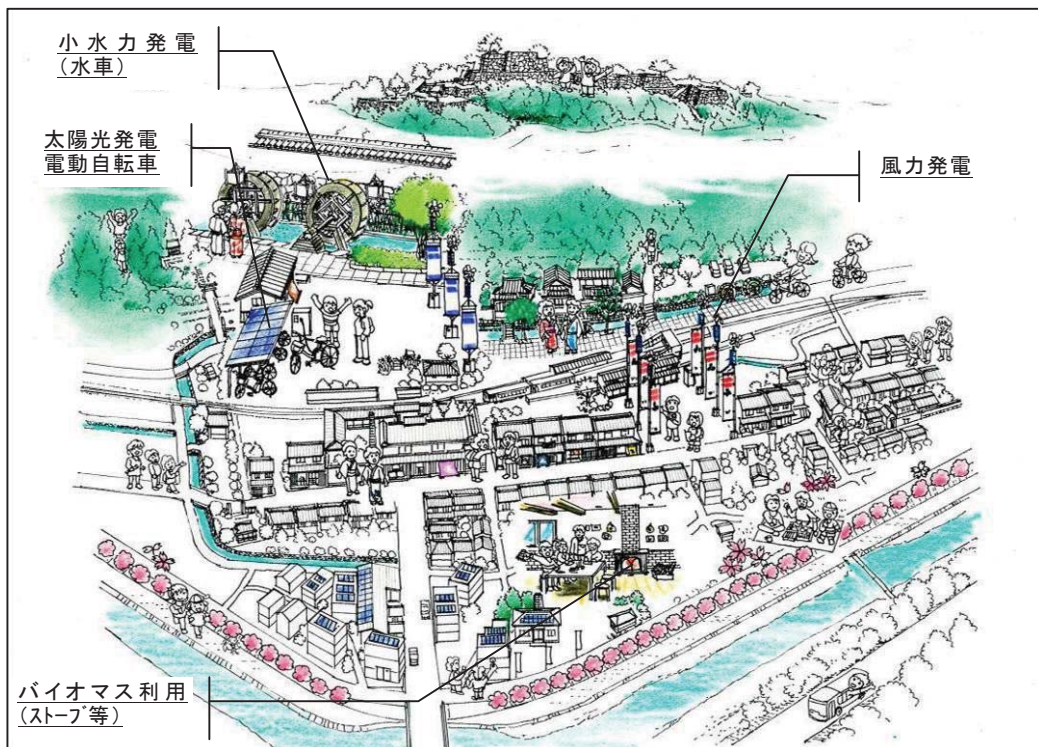 小水力発電
(水車)
太陽光発電
電動自転車
風力発電
バイオマス利用
(ｽﾄｰﾌﾞ等)